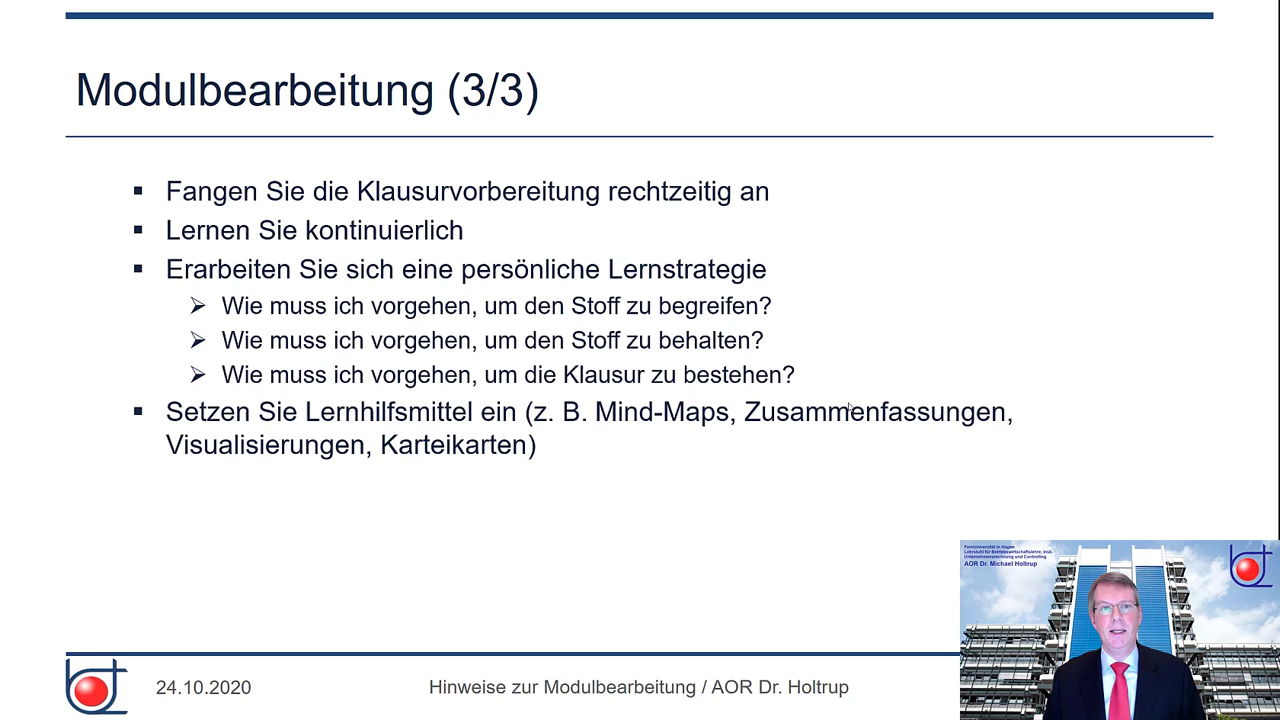 Modulbearbeitung (3/3)
▪ Fangen Sie die Klausurvorbereitung rechtzeitig an
▪ Lernen Sie kontinuierlich
▪ Erarbeiten Sie sich eine persönliche Lernstrategie
➢ Wie muss ich vorgehen, um den Stoff zu begreifen?
➢ Wie muss ich vorgehen, um den Stoff zu behalten?
➢ Wie muss ich vorgehen, um die Klausur zu bestehen?
▪ Setzen Sie Lernhilfsmittel ein (z. B. Mind-Maps, Zusammenfassungen,
Visualisierungen, Karteikarten)
FernUniversität in Hagen
Lehrstuhl für Betriebswirtschaftslehre, insb.
Unternehmensrechnung und Controlling
AOR Dr. Michael Holtrup
24.10.2020
Hinweise zur Modulbearbeitung / AOR Dr. Holtrup